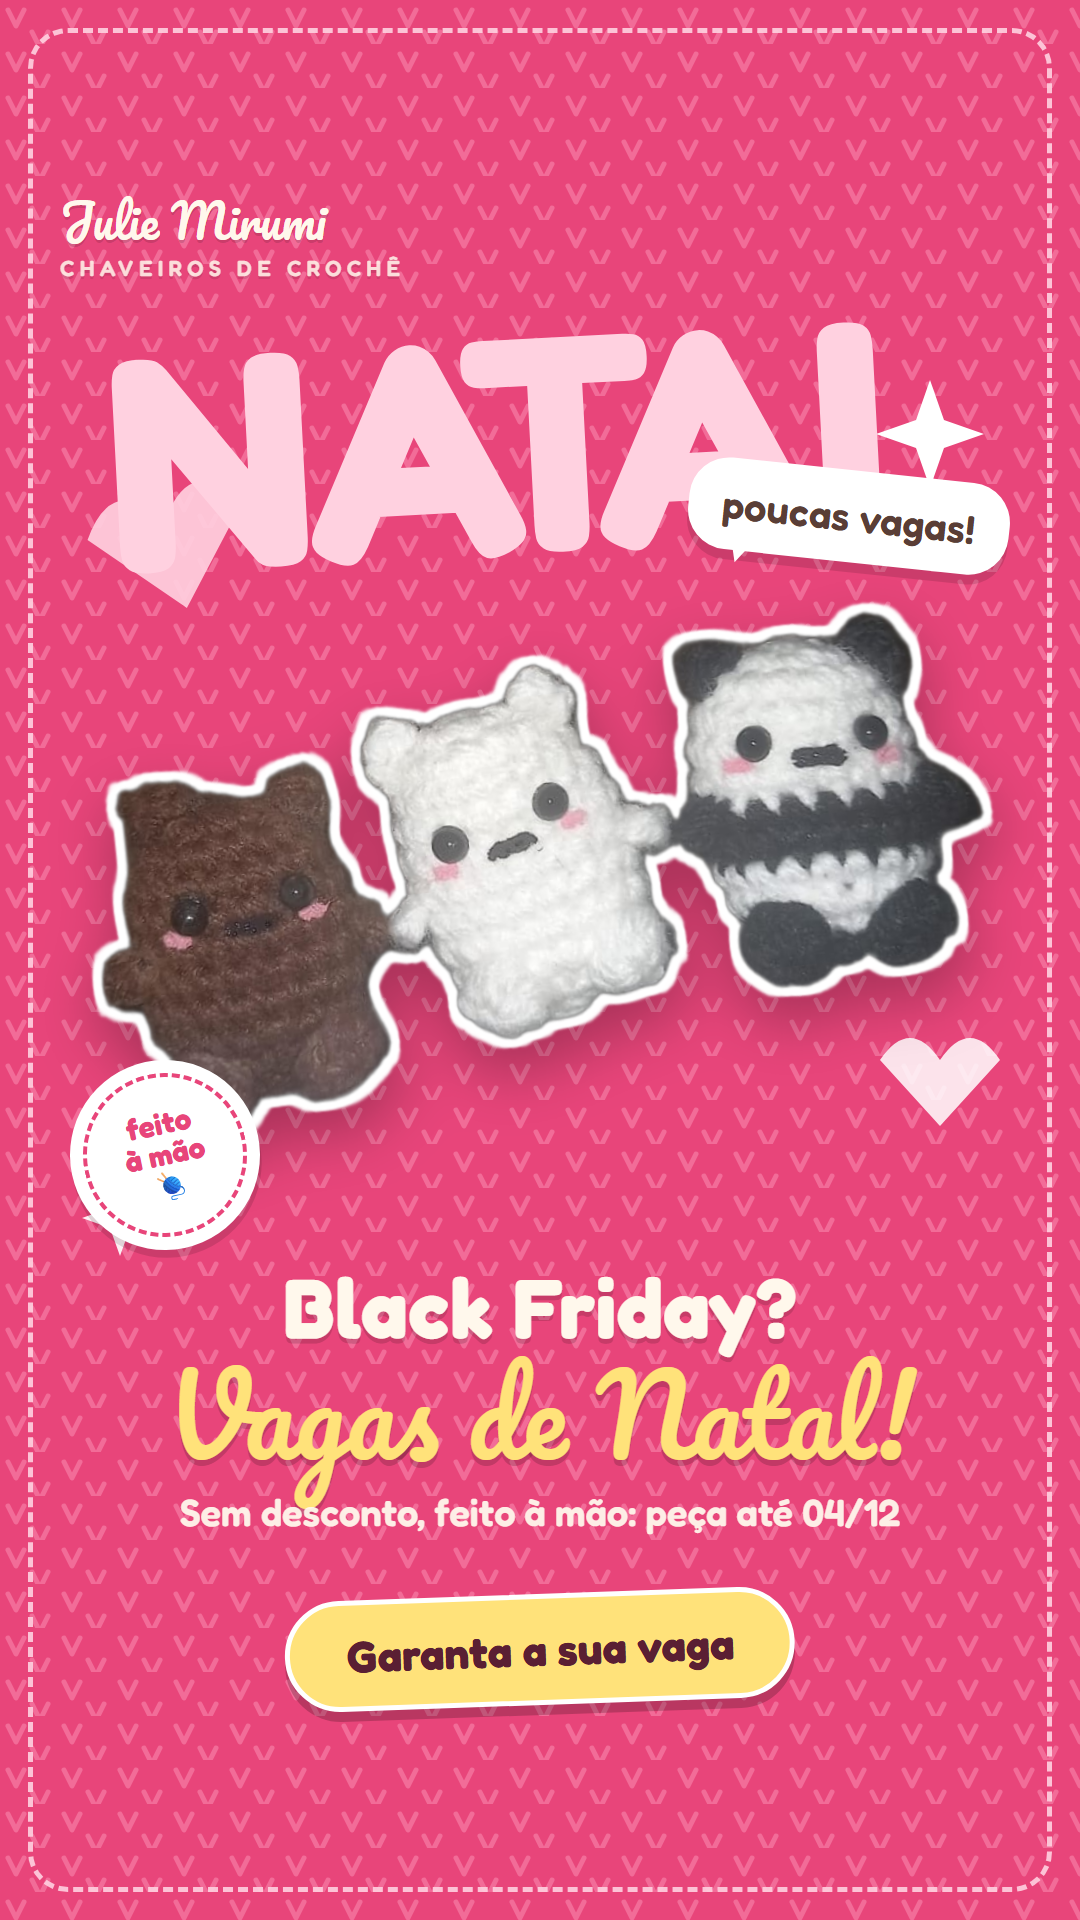 Julie Mirumi
CHAVEIROS DE CROCHÊ
NATAL
poucas vagas!
feito
à mão
Black Friday?
Vagas de Natal!
Sem desconto, feito à mão: peça até 04/12
Garanta a sua vaga